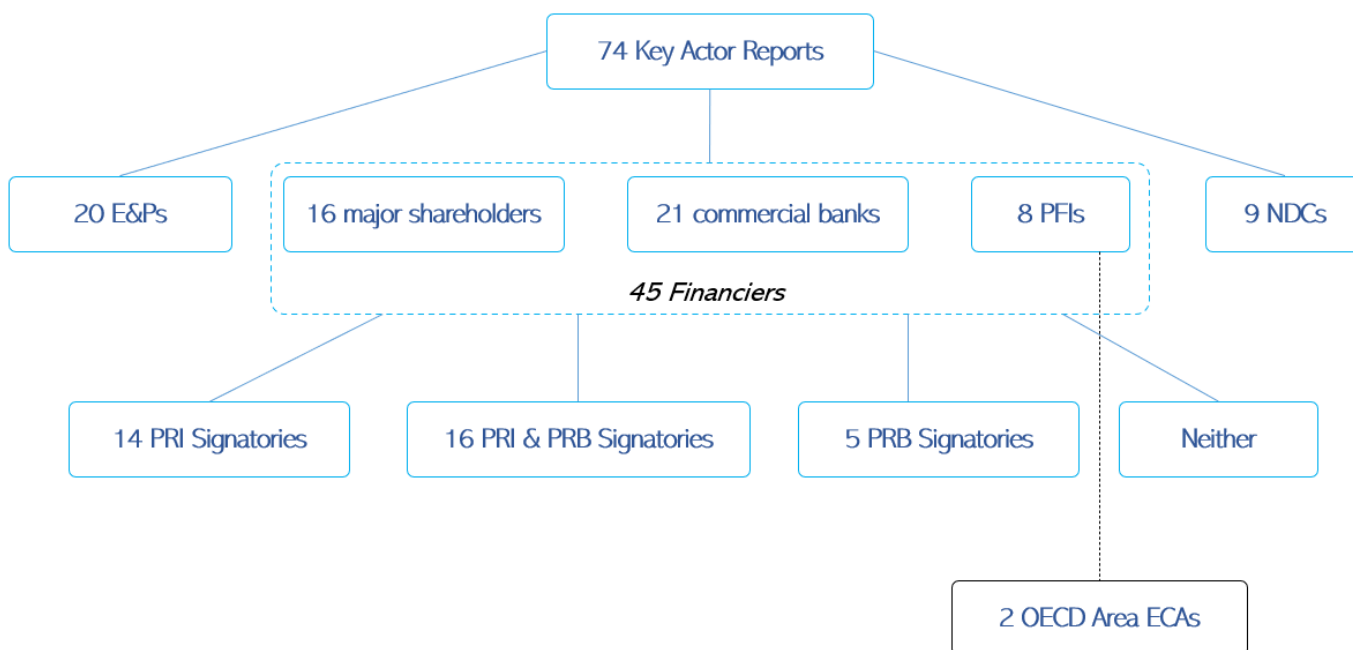 74 Key Actor Reports
20 E&Ps
16 major shareholders
21 commercial banks
8 PFIs
9 NDCs
45 Financiers
14 PRI Signatories
16 PRI & PRB Signatories
5 PRB Signatories
Neither
2 OECD Area ECAs